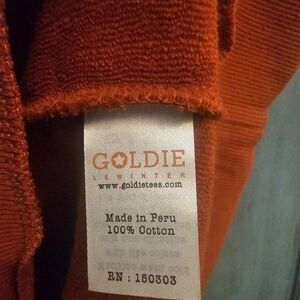 GOLDIE
LEWINTER
www.goldietees.com
Made in Peru
100% Cotton
RN : 150303